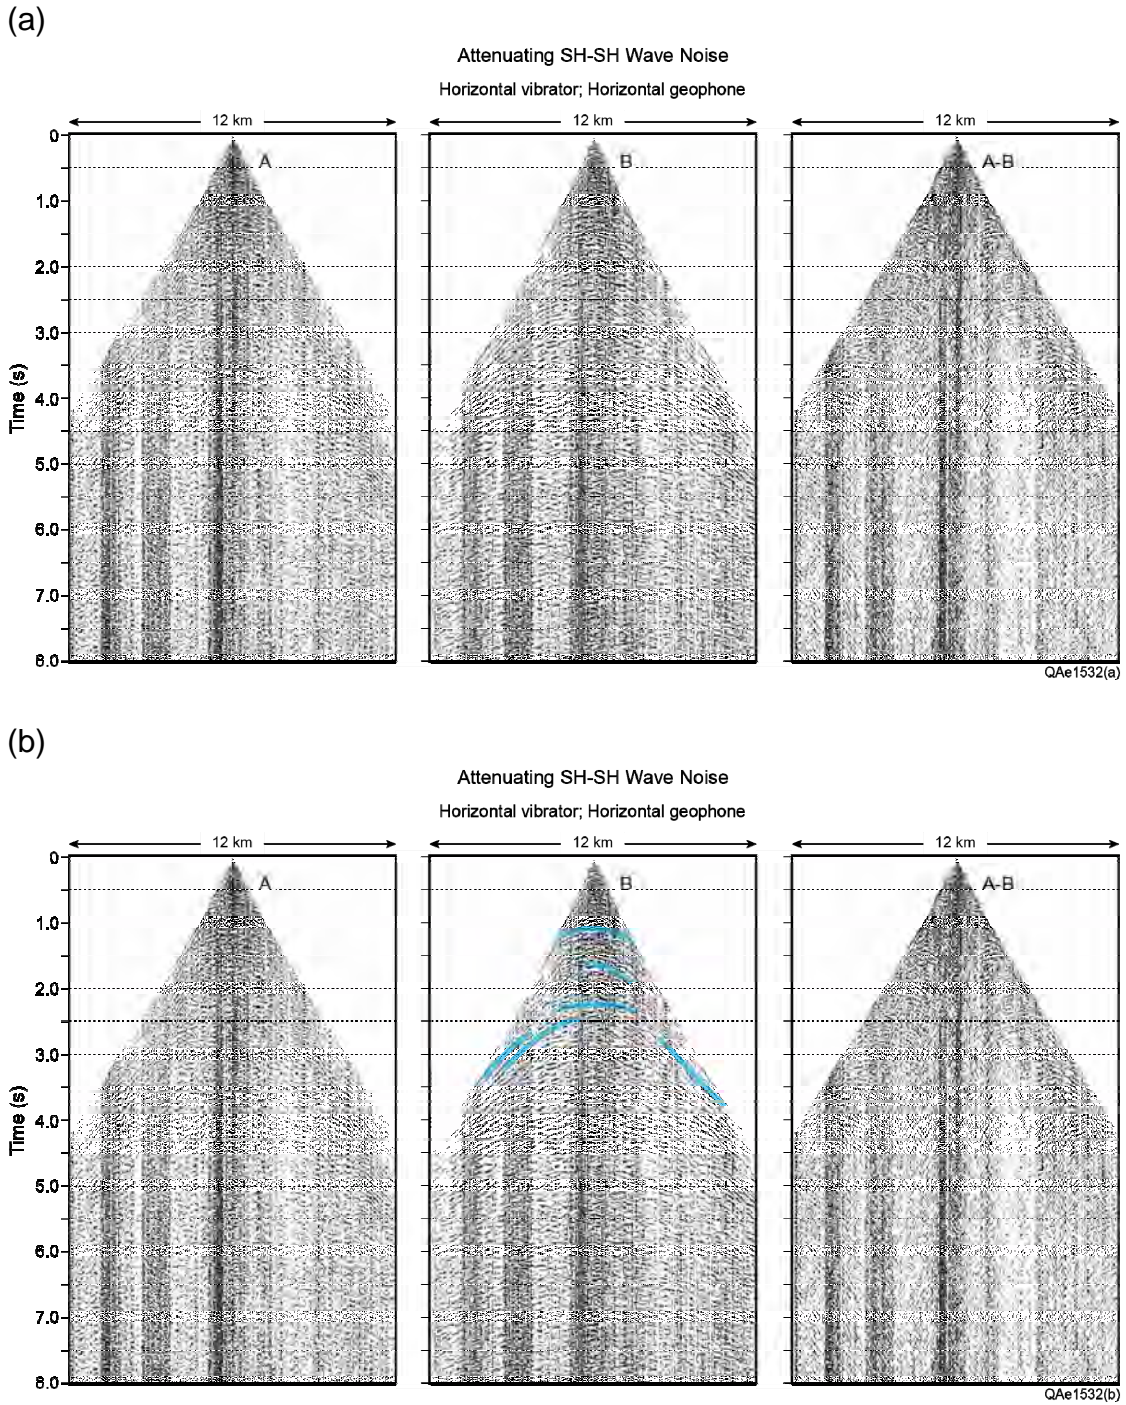 (a)
Attenuating SH-SH Wave Noise
Horizontal vibrator; Horizontal geophone
12 km 12 km 12 km
A B A-B
0
1.0
2.0
3.0
4.0
5.0
6.0
7.0
8.0
Time (s)
QAe1532(a)
(b)
Attenuating SH-SH Wave Noise
Horizontal vibrator; Horizontal geophone
12 km 12 km 12 km
A B A-B
0
1.0
2.0
3.0
4.0
5.0
6.0
7.0
8.0
Time (s)
QAe1532(b)